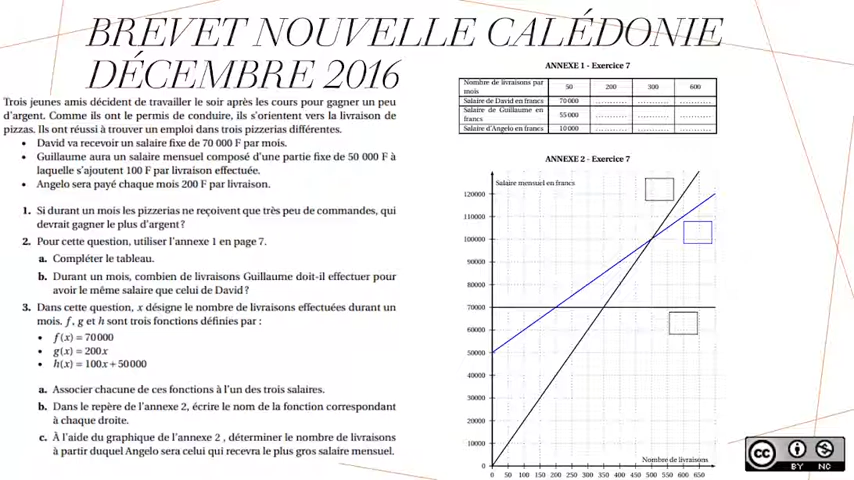 BREVET NOUVELLE CALÉDONIE
DÉCEMBRE 2016
Trois jeunes amis décident de travailler le soir après les cours pour gagner un peu
d'argent. Comme ils ont le permis de conduire, ils s'orientent vers la livraison de
pizzas. Ils ont réussi à trouver un emploi dans trois pizzerias différentes.
• David va recevoir un salaire fixe de 70 000 F par mois.
• Guillaume aura un salaire mensuel composé d'une partie fixe de 50 000 F à
laquelle s'ajoutent 100 F par livraison effectuée.
• Angelo sera payé chaque mois 200 F par livraison.
1. Si durant un mois les pizzerias ne reçoivent que très peu de commandes, qui
devrait gagner le plus d'argent ?
2. Pour cette question, utiliser l'annexe 1 en page 7.
a. Compléter le tableau.
b. Durant un mois, combien de livraisons Guillaume doit-il effectuer pour
avoir le même salaire que celui de David ?
3. Dans cette question, x désigne le nombre de livraisons effectuées durant un
mois. f, g et h sont trois fonctions définies par :
• f(x) = 70000
• g(x) = 200x
• h(x) = 100x + 50000
a. Associer chacune de ces fonctions à l'un des trois salaires.
b. Dans le repère de l'annexe 2, écrire le nom de la fonction correspondant
à chaque droite.
c. À l'aide du graphique de l'annexe 2 , déterminer le nombre de livraisons
à partir duquel Angelo sera celui qui recevra le plus gros salaire mensuel.
ANNEXE 1 - Exercice 7
Nombre de livraisons par mois 50 200 300 600
Salaire de David en francs 70 000 ........... ........... ...........
Salaire de Guillaume en francs 55 000 ........... ........... ...........
Salaire d'Angelo en francs 10 000 ........... ........... ...........
ANNEXE 2 - Exercice 7
Salaire mensuel en francs
120000
110000
100000
90000
80000
70000
60000
50000
40000
30000
20000
10000
0
Nombre de livraisons
0 50 100 150 200 250 300 350 400 450 500 550 600 650
cc BY NC